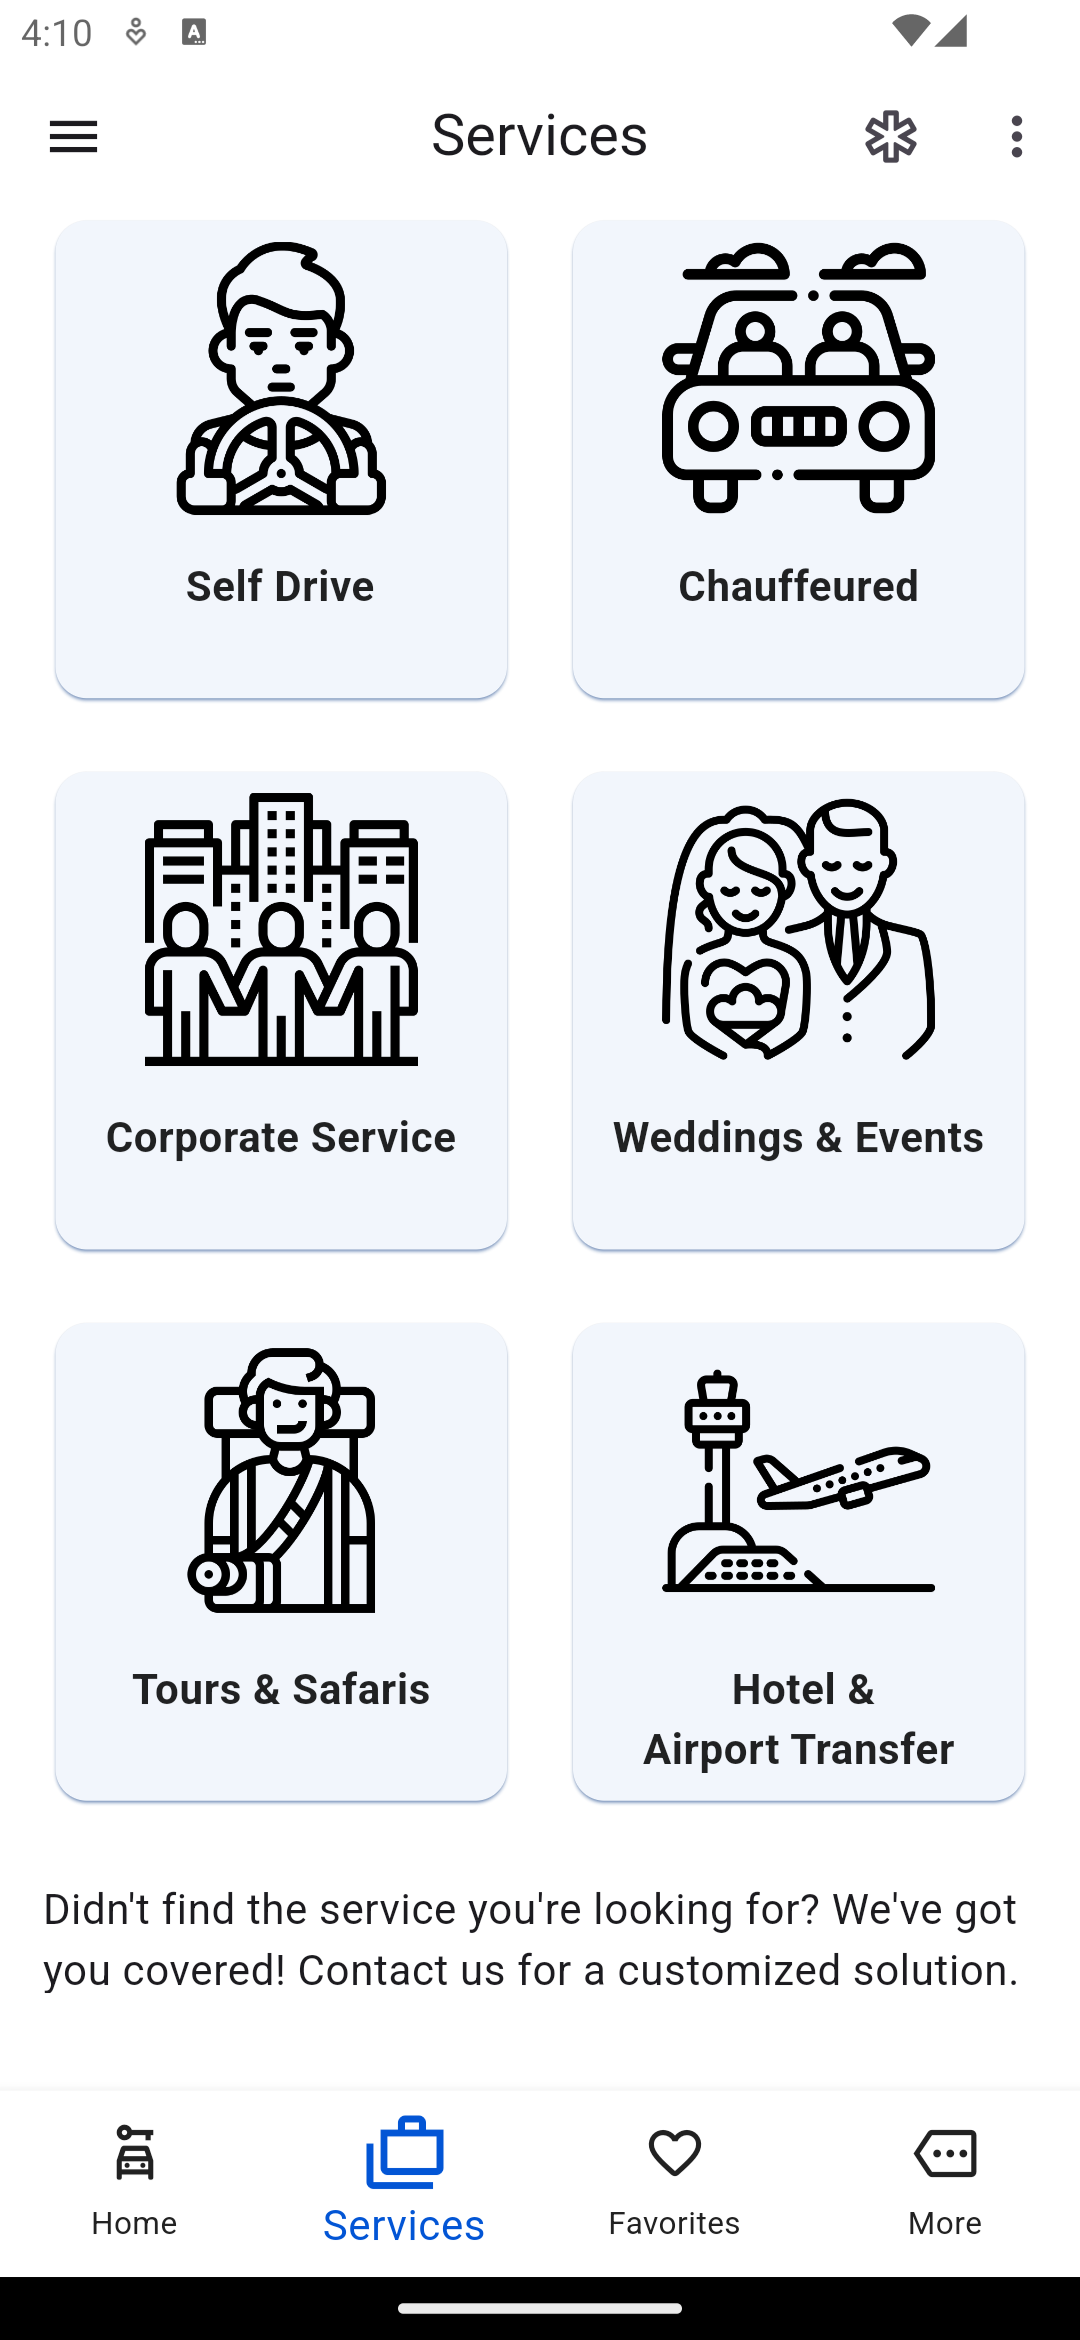 4:10
Services
Self Drive
Chauffeured
Corporate Service
Weddings & Events
Tours & Safaris
Hotel &
Airport Transfer
Didn't find the service you're looking for? We've got
you covered! Contact us for a customized solution.
Home
Services
Favorites
More